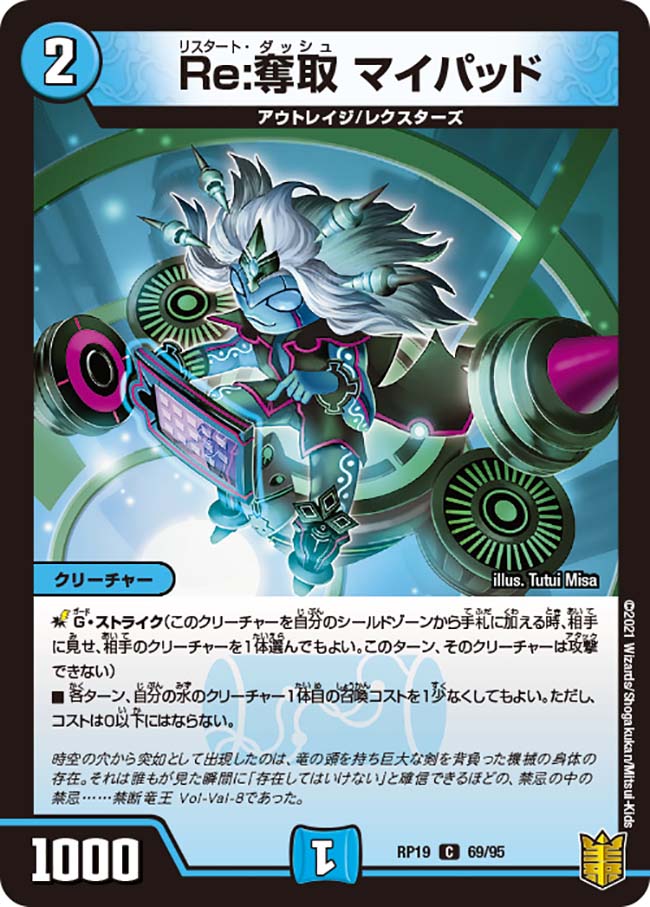 2
リスタート・ダッシュ
Re:奪取 マイパッド
アウトレイジ/レクスターズ
クリーチャー
illus. Tutui Misa
G・ストライク(このクリーチャーを自分のシールドゾーンから手札に加える時、相手
に見せ、相手のクリーチャーを1体選んでもよい。このターン、そのクリーチャーは攻撃
できない)
■各ターン、自分の水のクリーチャー1体目の召喚コストを1少なくしてもよい。ただし、
コストは0以下にはならない。
時空の穴から突如として出現したのは、竜の頭を持ち巨大な剣を背負った機械の身体の
存在。それは誰もが見た瞬間に「存在してはいけない」と確信できるほどの、禁忌の中の
禁忌……禁断竜王 Vol-Val-8であった。
©2021 Wizards/Shogakukan/Mitsui-Kids
1000
1
RP19 C 69/95
王来